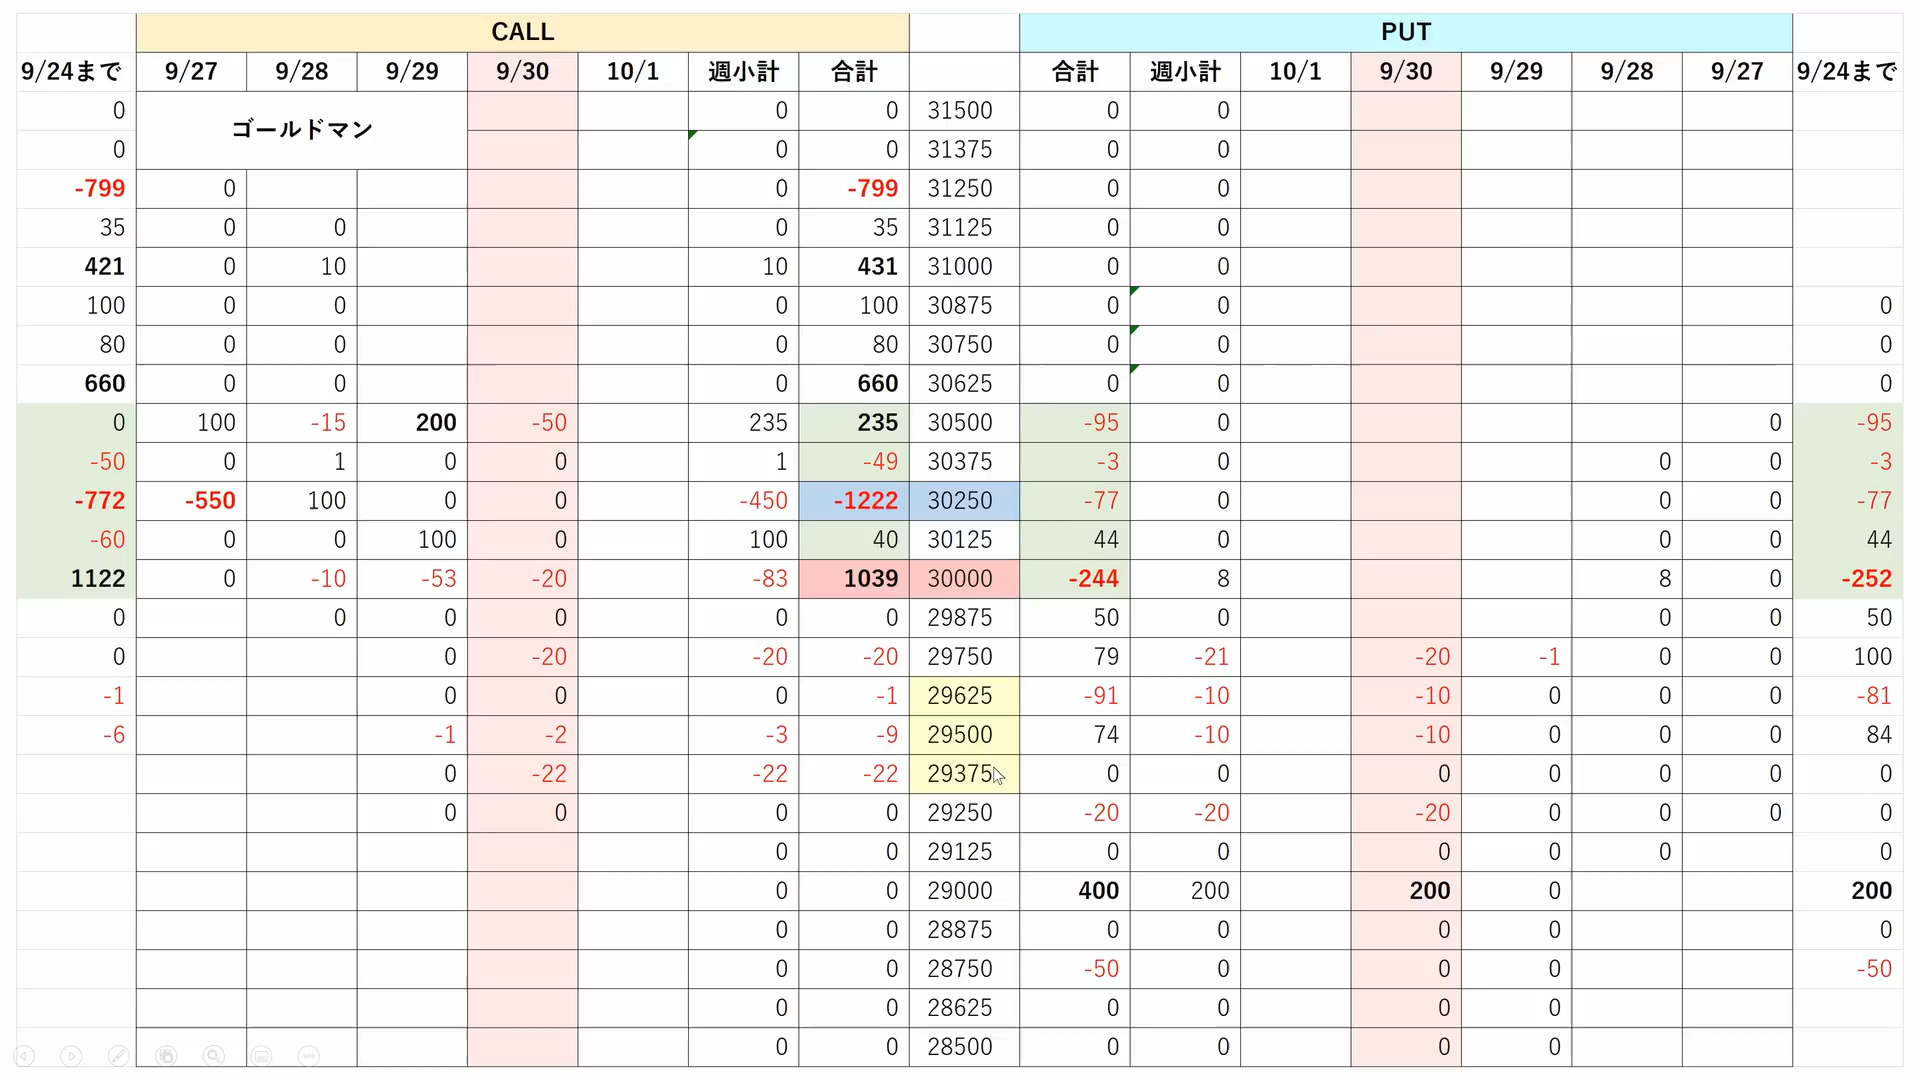 CALL PUT
9/24まで 9/27 9/28 9/29 9/30 10/1 週小計 合計 合計 週小計 10/1 9/30 9/29 9/28 9/27 9/24まで
0 ゴールドマン 0 0 31500 0 0
0 0 0 31375 0 0
-799 0 0 -799 31250 0 0
35 0 0 0 35 31125 0 0
421 0 10 10 431 31000 0 0
100 0 0 0 100 30875 0 0 0
80 0 0 0 80 30750 0 0 0
660 0 0 0 660 30625 0 0 0
0 100 -15 200 -50 235 235 30500 -95 0 0 -95
-50 0 1 0 0 1 -49 30375 -3 0 0 0 -3
-772 -550 100 0 0 -450 -1222 30250 -77 0 0 0 -77
-60 0 0 100 0 100 40 30125 44 0 0 0 44
1122 0 -10 -53 -20 -83 1039 30000 -244 8 8 0 -252
0 0 0 0 0 0 29875 50 0 0 0 50
0 0 -20 -20 -20 29750 79 -21 -20 -1 0 0 100
-1 0 0 0 -1 29625 -91 -10 -10 0 0 0 -81
-6 -1 -2 -3 -9 29500 74 -10 -10 0 0 0 84
0 -22 -22 -22 29375 0 0 0 0 0 0 0
0 0 0 0 29250 -20 -20 -20 0 0 0 0
0 0 29125 0 0 0 0 0 0
0 0 29000 400 200 200 0 200
0 0 28875 0 0 0 0 0
0 0 28750 -50 0 0 0 -50
0 0 28625 0 0 0 0
0 0 28500 0 0 0 0